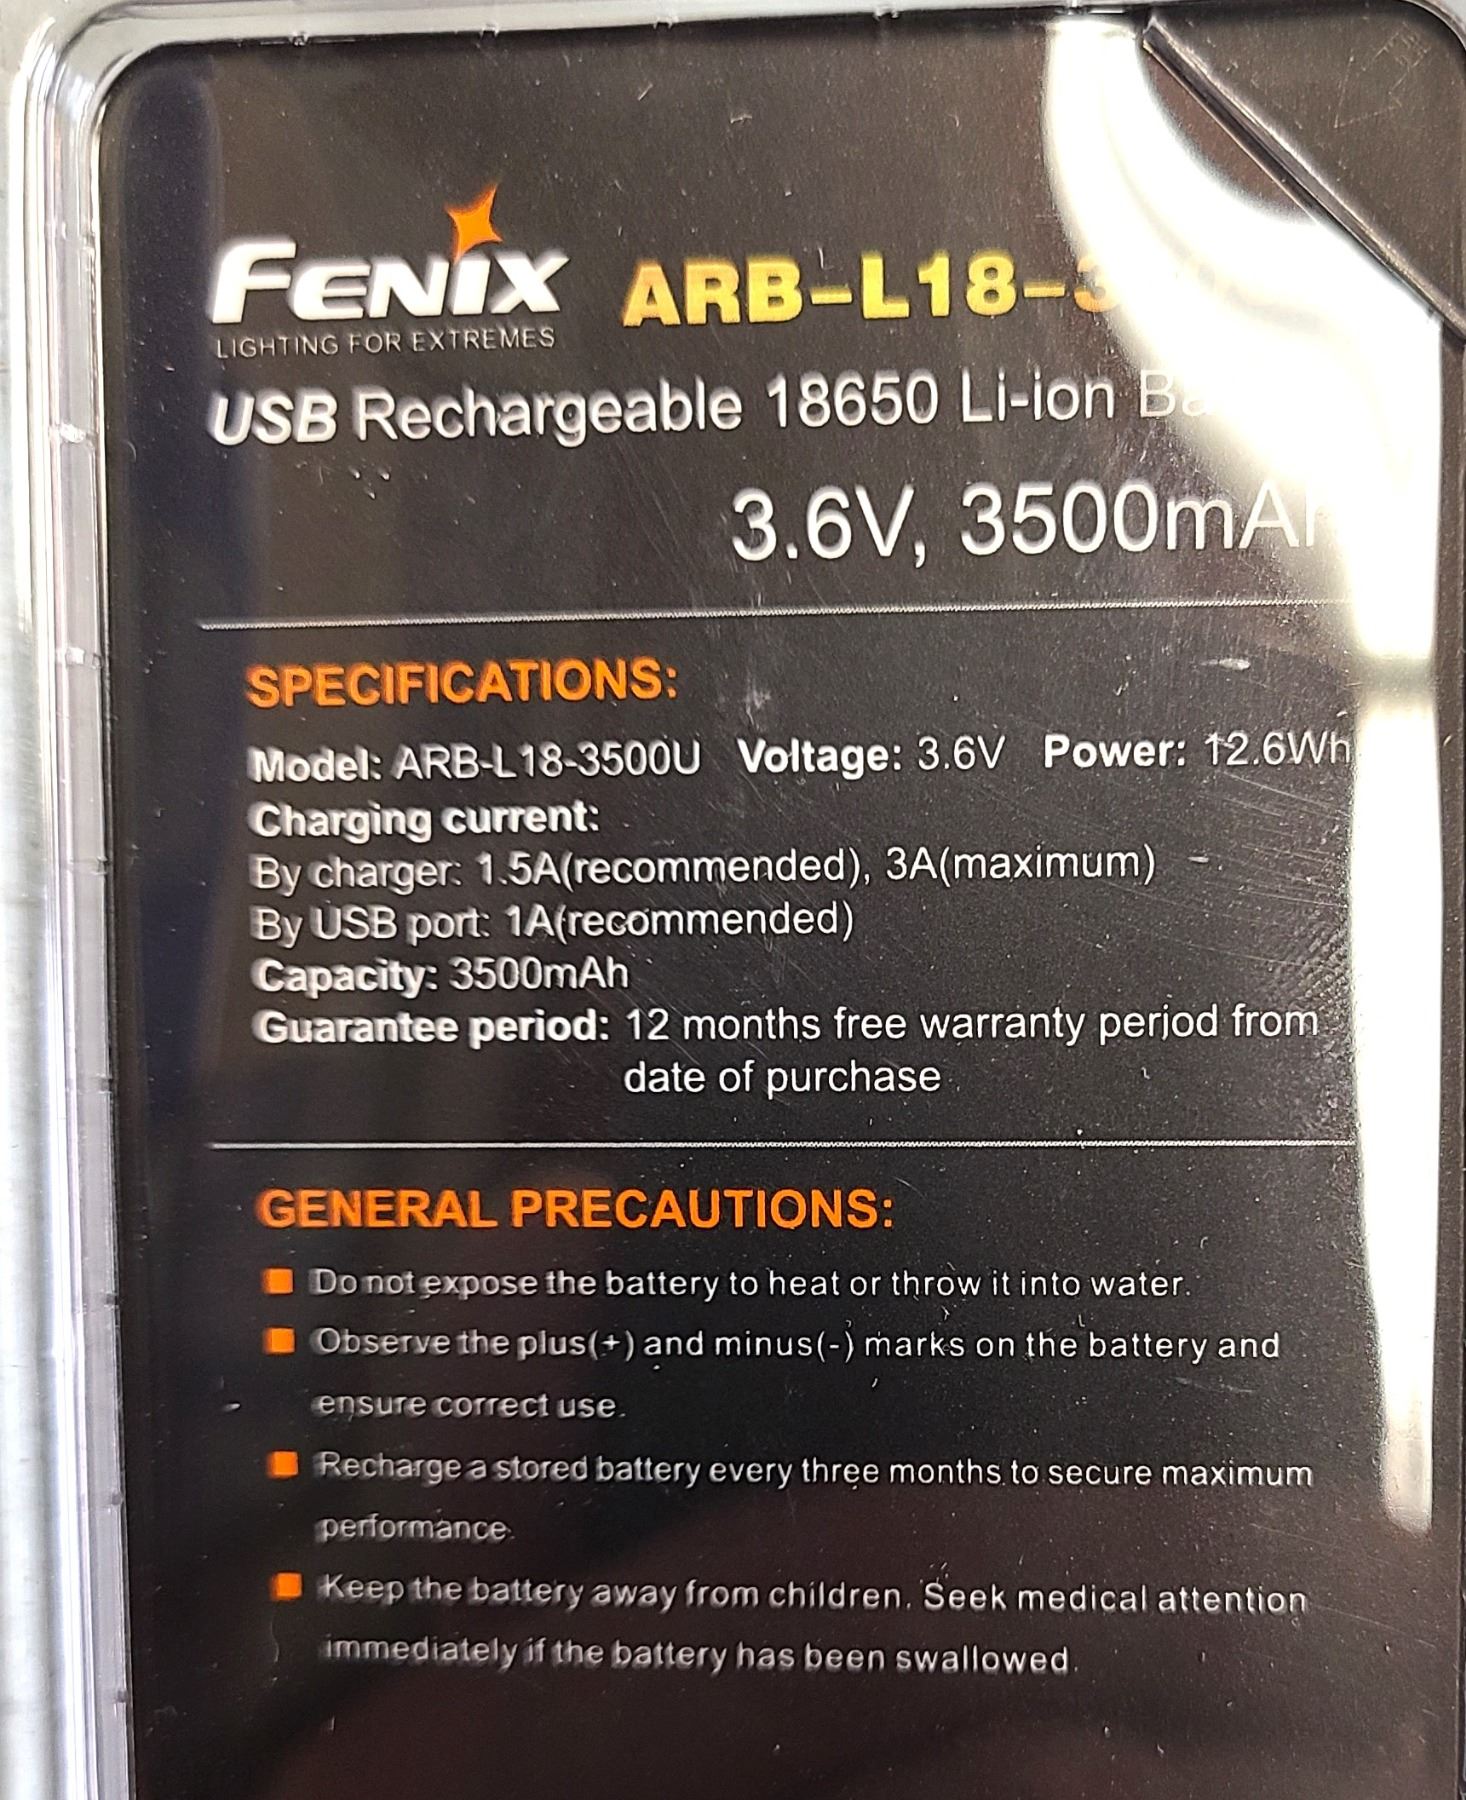 FENIX ARB-L18-3
LIGHTING FOR EXTREMES
USB Rechargeable 18650 Li-ion
3.6V, 3500mAh
SPECIFICATIONS:
Model: ARB-L18-3500U Voltage: 3.6V Power: 12.6Wh
Charging current:
By charger: 1.5A(recommended), 3A(maximum)
By USB port: 1A(recommended)
Capacity: 3500mAh
Guarantee period: 12 months free warranty period from
date of purchase
GENERAL PRECAUTIONS:
Do not expose the battery to heat or throw it into water.
Observe the plus(+) and minus(-) marks on the battery and
ensure correct use.
Recharge a stored battery every three months to secure maximum
performance.
Keep the battery away from children. Seek medical attention
immediately if the battery has been swallowed.